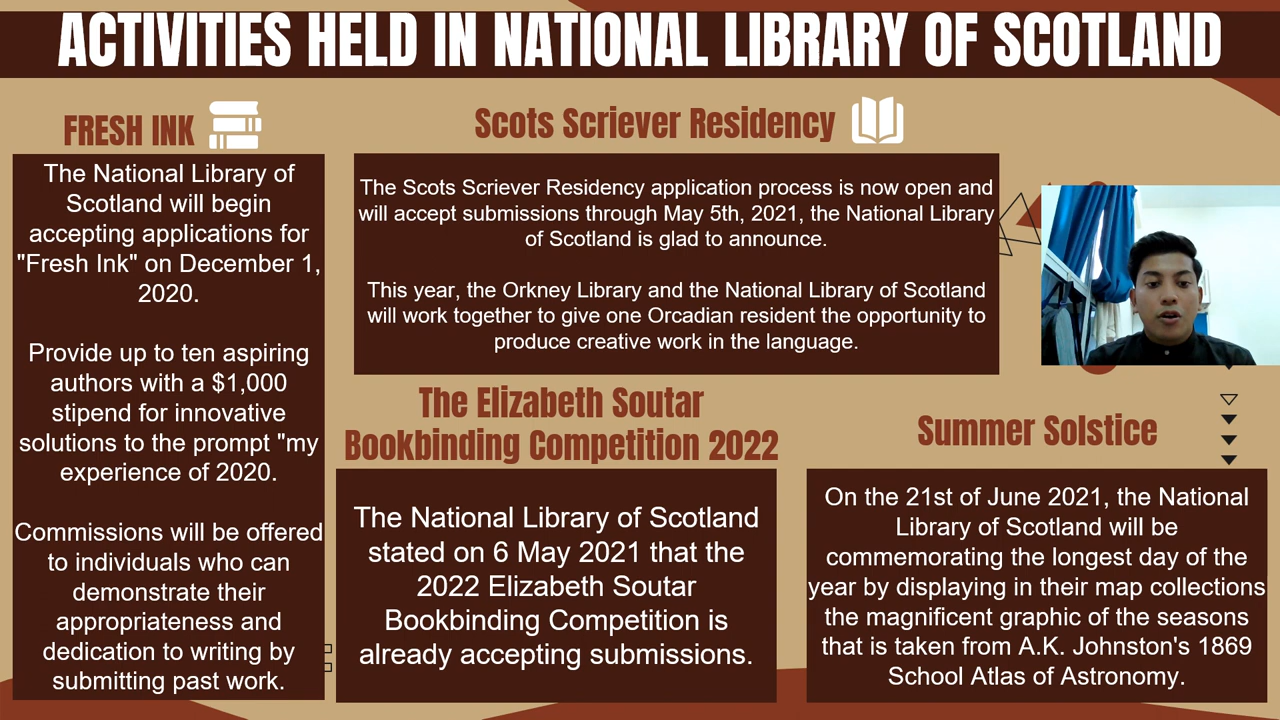 ACTIVITIES HELD IN NATIONAL LIBRARY OF SCOTLAND
FRESH INK
The National Library of
Scotland will begin
accepting applications for
"Fresh Ink" on December 1,
2020.
Provide up to ten aspiring
authors with a $1,000
stipend for innovative
solutions to the prompt "my
experience of 2020.
Commissions will be offered
to individuals who can
demonstrate their
appropriateness and
dedication to writing by
submitting past work.
Scots Scriever Residency
The Scots Scriever Residency application process is now open and
will accept submissions through May 5th, 2021, the National Library
of Scotland is glad to announce.
This year, the Orkney Library and the National Library of Scotland
will work together to give one Orcadian resident the opportunity to
produce creative work in the language.
The Elizabeth Soutar
Bookbinding Competition 2022
The National Library of Scotland
stated on 6 May 2021 that the
2022 Elizabeth Soutar
Bookbinding Competition is
already accepting submissions.
Summer Solstice
On the 21st of June 2021, the National
Library of Scotland will be
commemorating the longest day of the
year by displaying in their map collections
the magnificent graphic of the seasons
that is taken from A.K. Johnston's 1869
School Atlas of Astronomy.